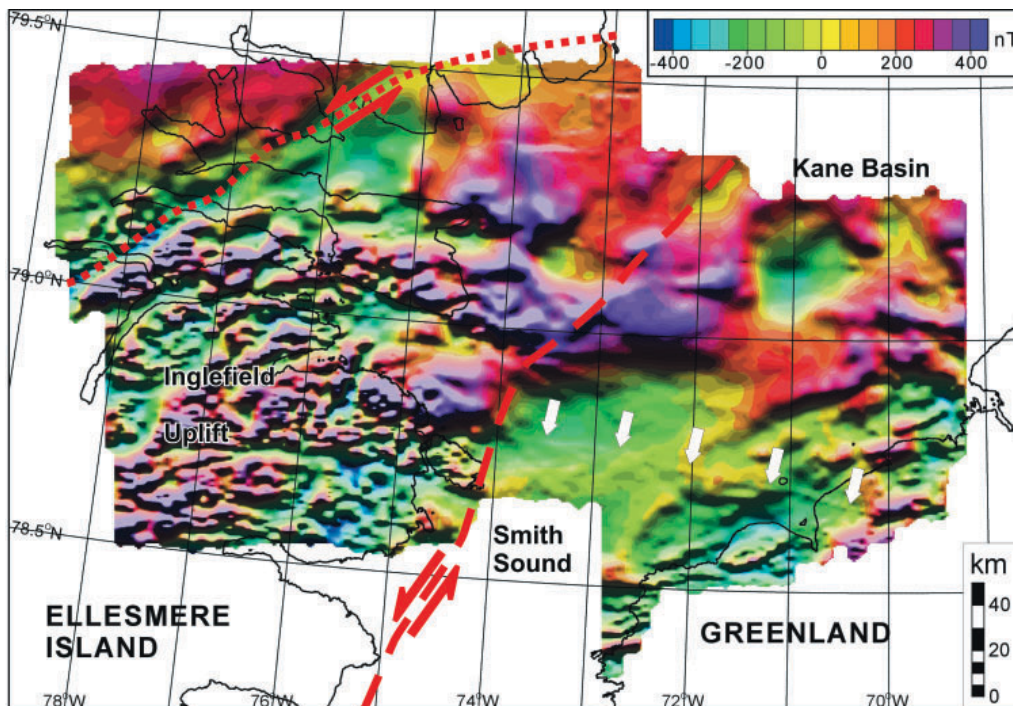 79.5°N
nT
-400 -200 0 200 400
Kane Basin
79.0°N
Inglefield
Uplift
78.5°N
Smith
Sound
km
40
20
0
ELLESMERE
ISLAND
GREENLAND
78°W 76°W 74°W 72°W 70°W